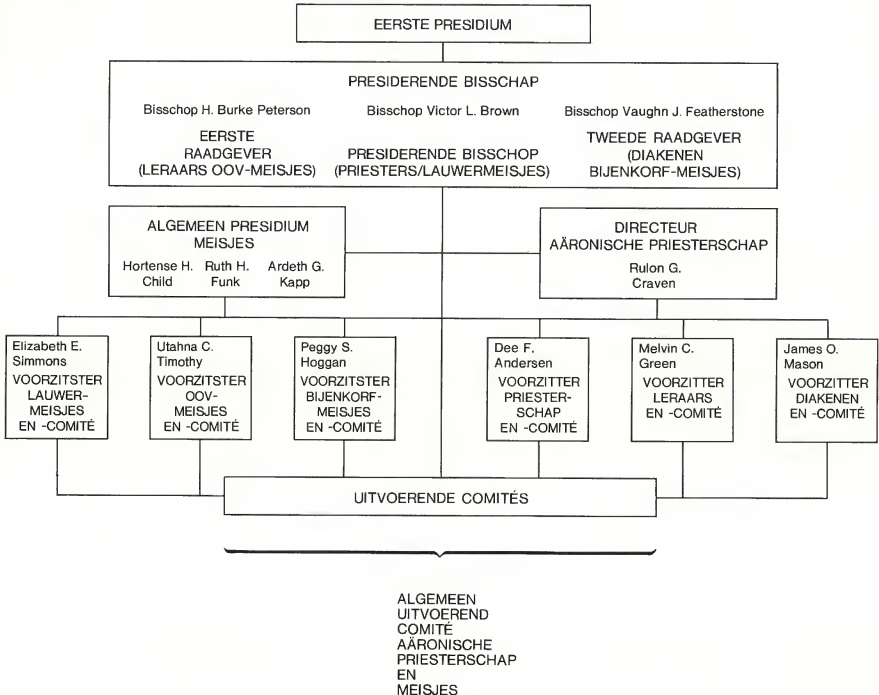 EERSTE PRESIDIUM
PRESIDERENDE BISSCHAP
Bisschop H. Burke Peterson
EERSTE
RAADGEVER
(LERAARS OOV-MEISJES)
Bisschop Victor L. Brown
PRESIDERENDE BISSCHOP
(PRIESTERS/LAUWERMEISJES)
Bisschop Vaughn J. Featherstone
TWEEDE RAADGEVER
(DIAKENEN
BIJENKORF-MEISJES)
ALGEMEEN PRESIDIUM
MEISJES
Hortense H.
Child
Ruth H.
Funk
Ardeth G.
Kapp
DIRECTEUR
AÄRONISCHE PRIESTERSCHAP
Rulon G.
Craven
Elizabeth E.
Simmons
VOORZITSTER
LAUWER-
MEISJES
EN -COMITÉ
Utahna C.
Timothy
VOORZITSTER
OOV-
MEISJES
EN -COMITÉ
Peggy S.
Hoggan
VOORZITSTER
BIJENKORF-
MEISJES
EN -COMITÉ
Dee F.
Andersen
VOORZITTER
PRIESTER-
SCHAP
EN -COMITÉ
Melvin C.
Green
VOORZITTER
LERAARS
EN -COMITÉ
James O.
Mason
VOORZITTER
DIAKENEN
EN -COMITÉ
UITVOERENDE COMITÉS
ALGEMEEN
UITVOEREND
COMITÉ
AÄRONISCHE
PRIESTERSCHAP
EN
MEISJES